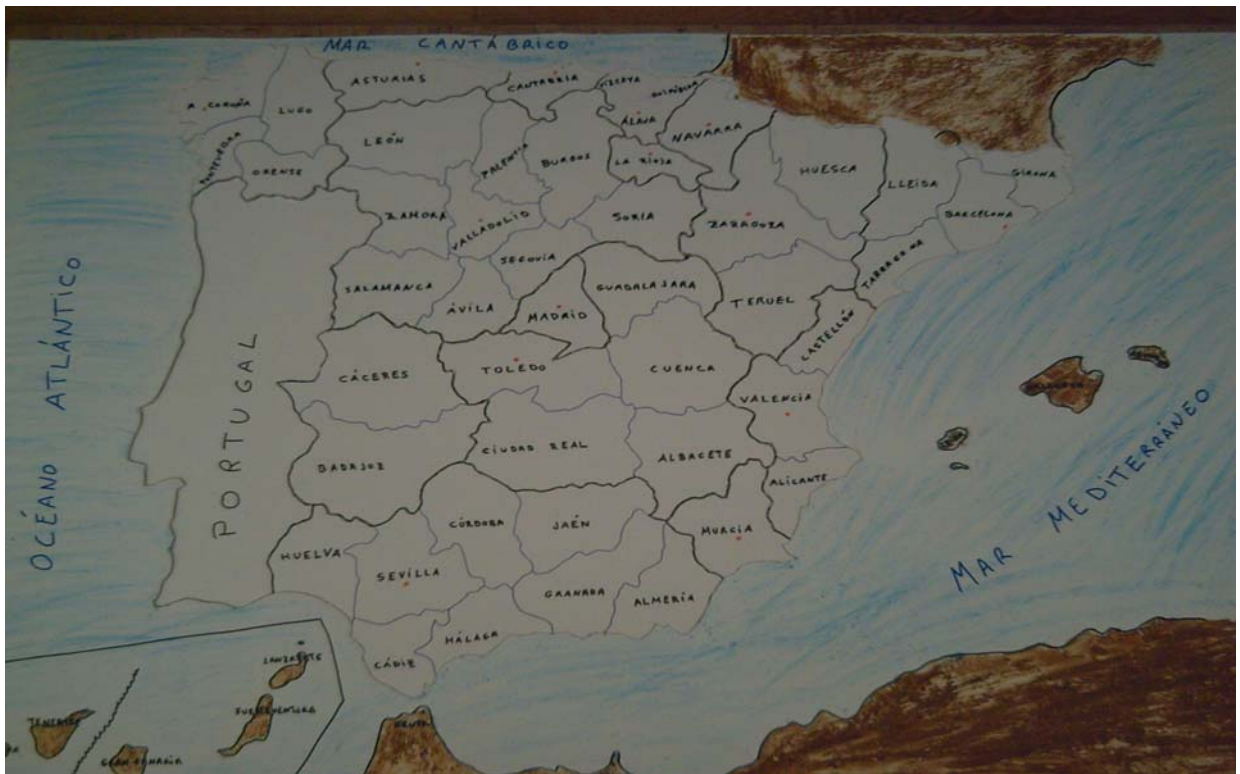 MAR CANTÁBRICO
ASTURIAS
CANTABRIA
VIZCAYA
GUIPÚZCOA
A CORUÑA
LUGO
LEÓN
PALENCIA
BURGOS
ÁLAVA
NAVARRA
LA RIOJA
HUESCA
LLEIDA
GIRONA
PONTEVEDRA
ORENSE
ZAMORA
VALLADOLID
SORIA
ZARAGOZA
BARCELONA
SEGOVIA
TARRAGONA
SALAMANCA
ÁVILA
MADRID
GUADALAJARA
TERUEL
CASTELLÓN
OCÉANO ATLÁNTICO
PORTUGAL
CÁCERES
TOLEDO
CUENCA
VALENCIA
MALLORCA
BADAJOZ
CIUDAD REAL
ALBACETE
ALICANTE
MAR MEDITERRÁNEO
HUELVA
CÓRDOBA
JAÉN
MURCIA
SEVILLA
GRANADA
ALMERÍA
CÁDIZ
MÁLAGA
LANZAROTE
FUERTEVENTURA
TENERIFE
GRAN CANARIA